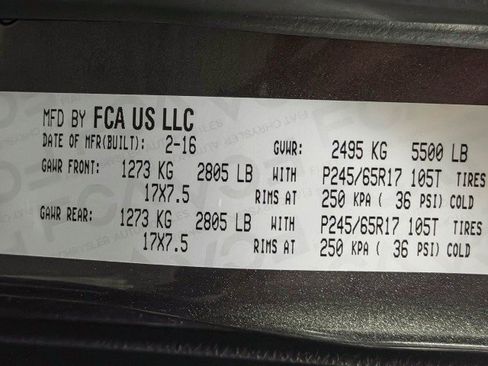 MFD BY FCA US LLC
DATE OF MFR(BUILT): 2-16 GVWR: 2495 KG 5500 LB
GAWR FRONT: 1273 KG 2805 LB WITH P245/65R17 105T TIRES
17X7.5 RIMS AT 250 KPA ( 36 PSI) COLD
GAWR REAR: 1273 KG 2805 LB WITH P245/65R17 105T TIRES
17X7.5 RIMS AT 250 KPA ( 36 PSI) COLD